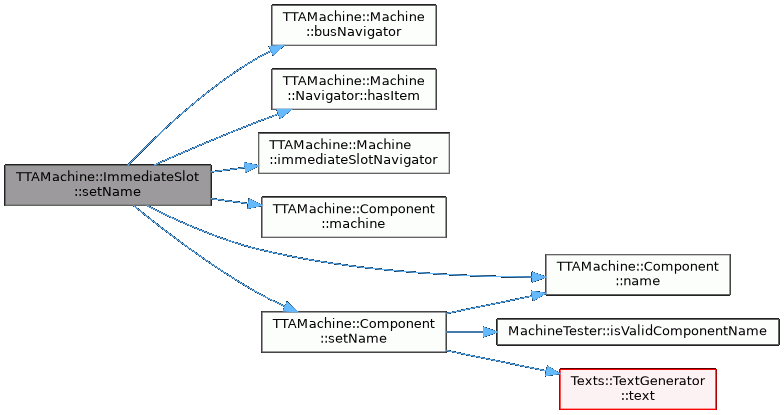 TTAMachine::Machine
::busNavigator
TTAMachine::Machine
::Navigator::hasItem
TTAMachine::Machine
::immediateSlotNavigator
TTAMachine::ImmediateSlot
::setName
TTAMachine::Component
::machine
TTAMachine::Component
::name
TTAMachine::Component
::setName
MachineTester::isValidComponentName
Texts::TextGenerator
::text